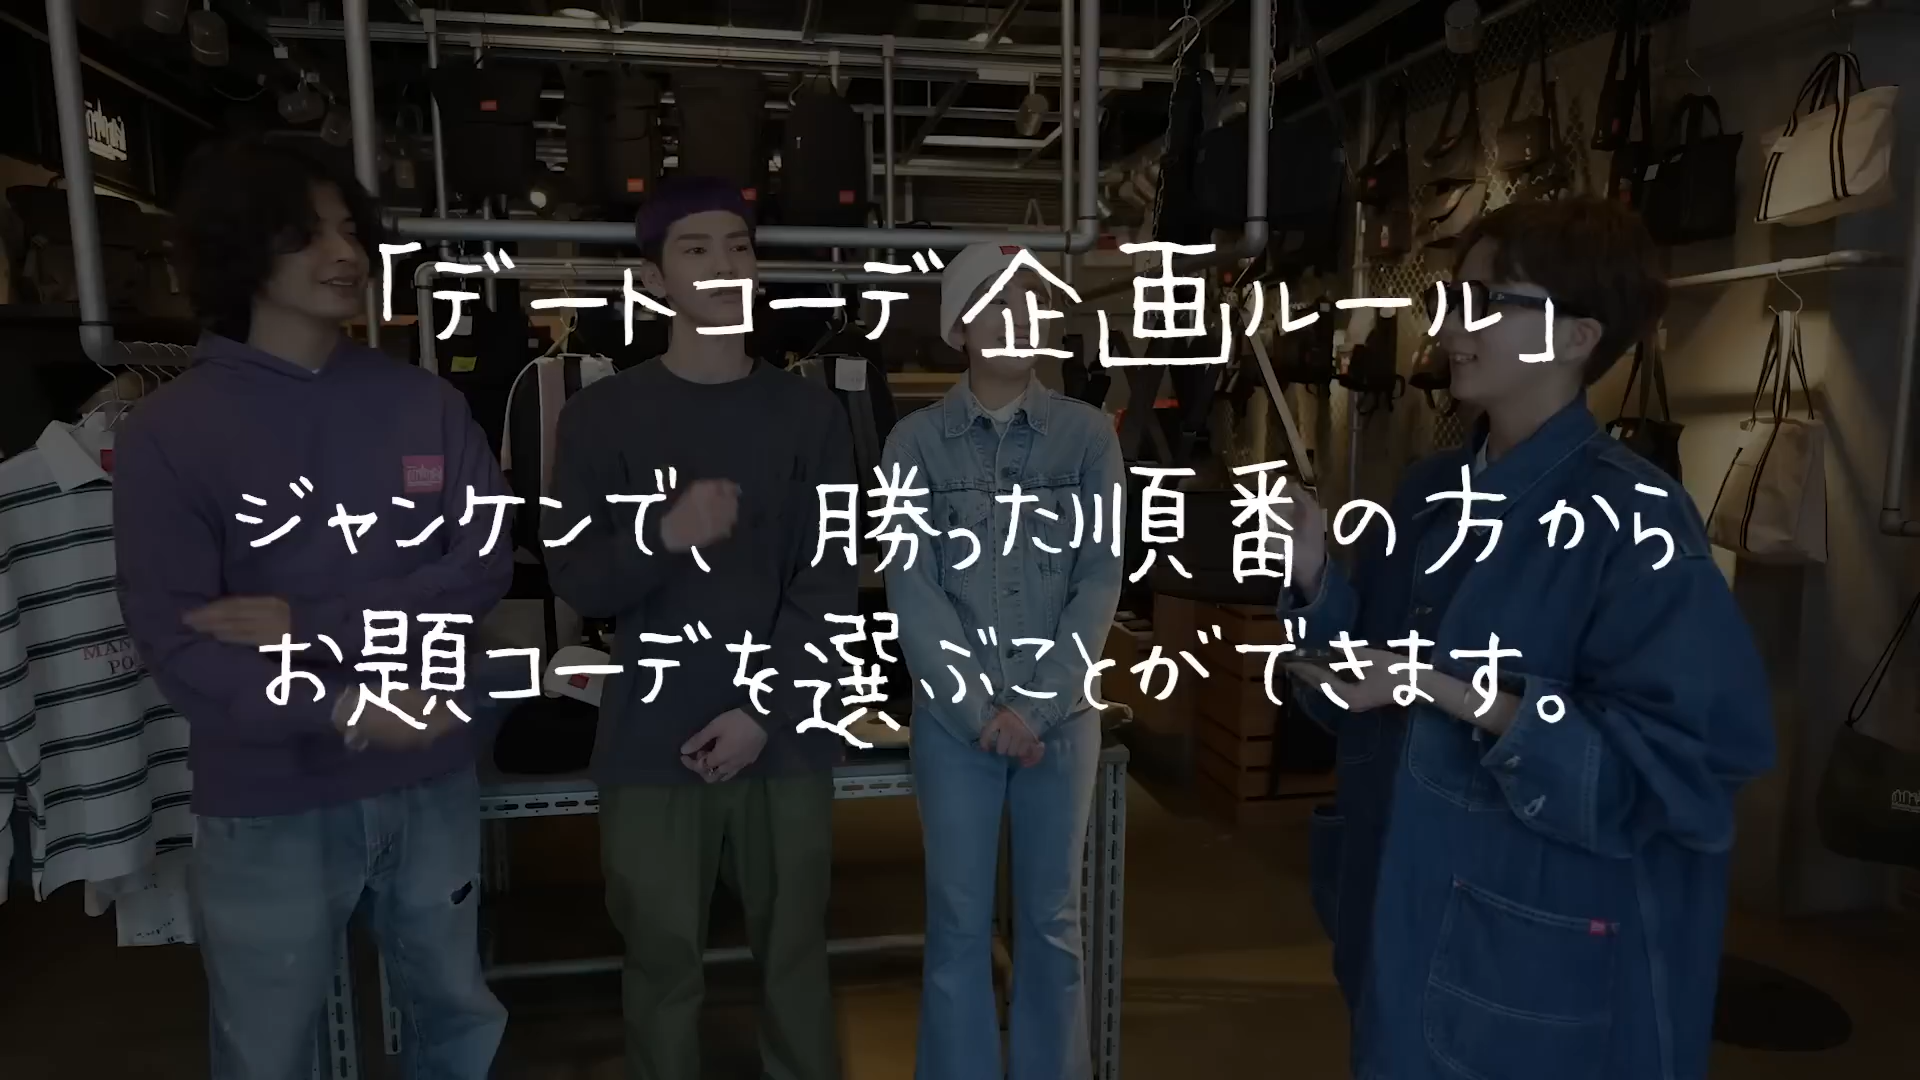 「デートコーデ企画ルール」
ジャンケンで、勝った順番の方から
お題コーデを選ぶことができます。
MAN
PO